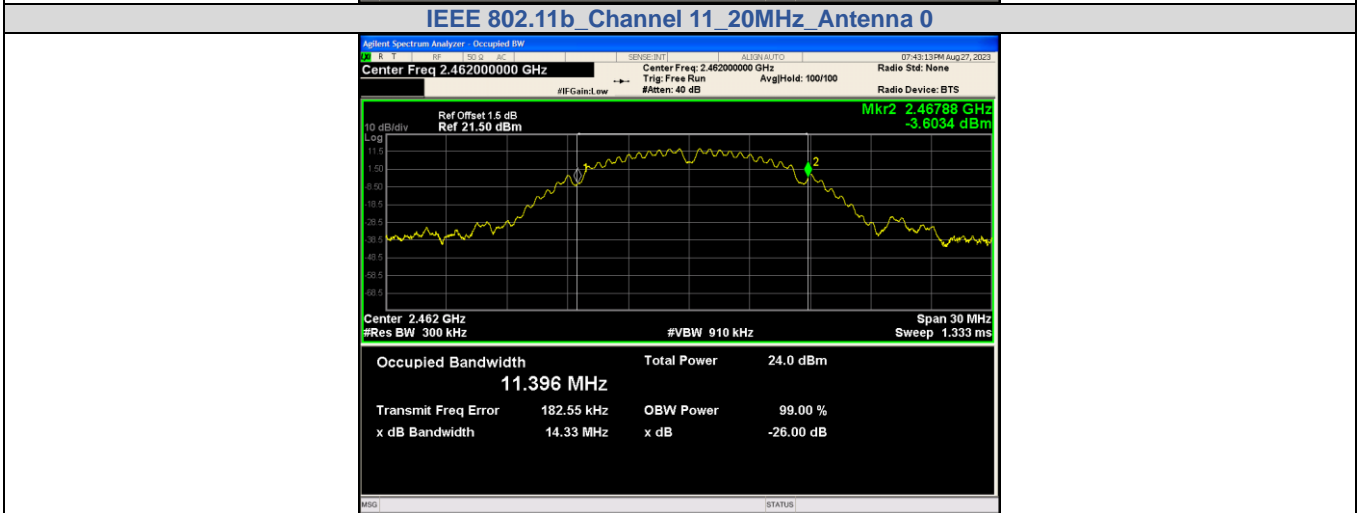 IEEE 802.11b_Channel 11_20MHz_Antenna 0
Agilent Spectrum Analyzer - Occupied BW
R T RF 50 Ω AC SENSE:INT ALIGN AUTO 07:43:13 PM Aug 27, 2023
Center Freq 2.462000000 GHz Center Freq: 2.462000000 GHz Radio Std: None
Trig: Free Run Avg|Hold: 100/100
#IFGain:Low #Atten: 40 dB Radio Device: BTS
Mkr2 2.46788 GHz
Ref Offset 1.5 dB
10 dB/div Ref 21.50 dBm -3.6034 dBm
Log
11.5
1.50
-8.50
-18.5
-28.5
-38.5
-48.5
-58.5
-68.5
1
2
Center 2.462 GHz Span 30 MHz
#Res BW 300 kHz #VBW 910 kHz Sweep 1.333 ms
Occupied Bandwidth Total Power 24.0 dBm
11.396 MHz
Transmit Freq Error 182.55 kHz OBW Power 99.00 %
x dB Bandwidth 14.33 MHz x dB -26.00 dB
MSG STATUS